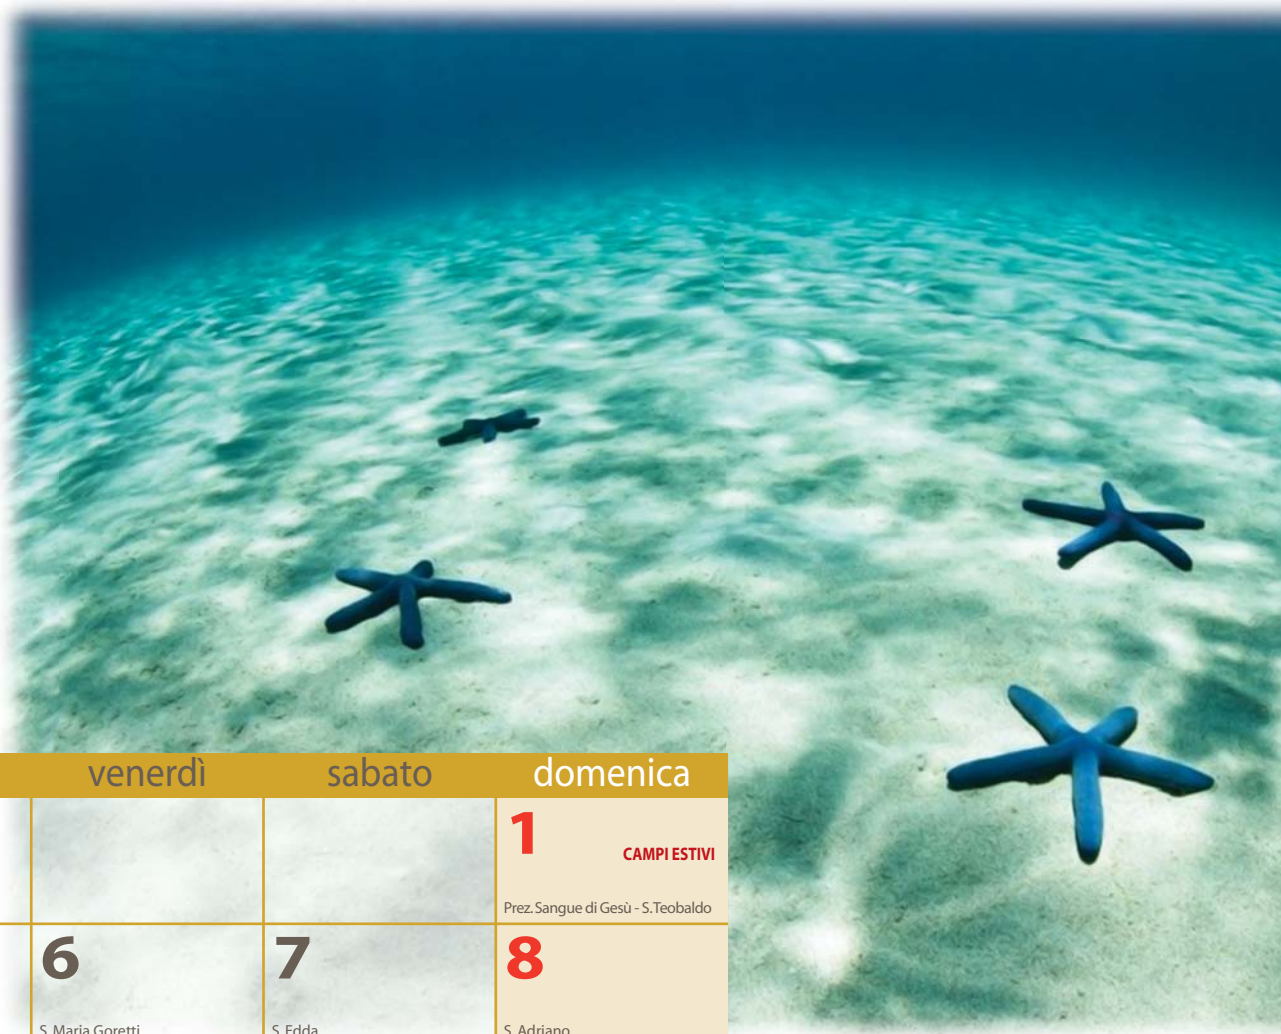 venerdì sabato domenica
1
CAMPI ESTIVI
Prez. Sangue di Gesù - S. Teobaldo
6 7 8
S. Maria Goretti S. Edda S. Adriano